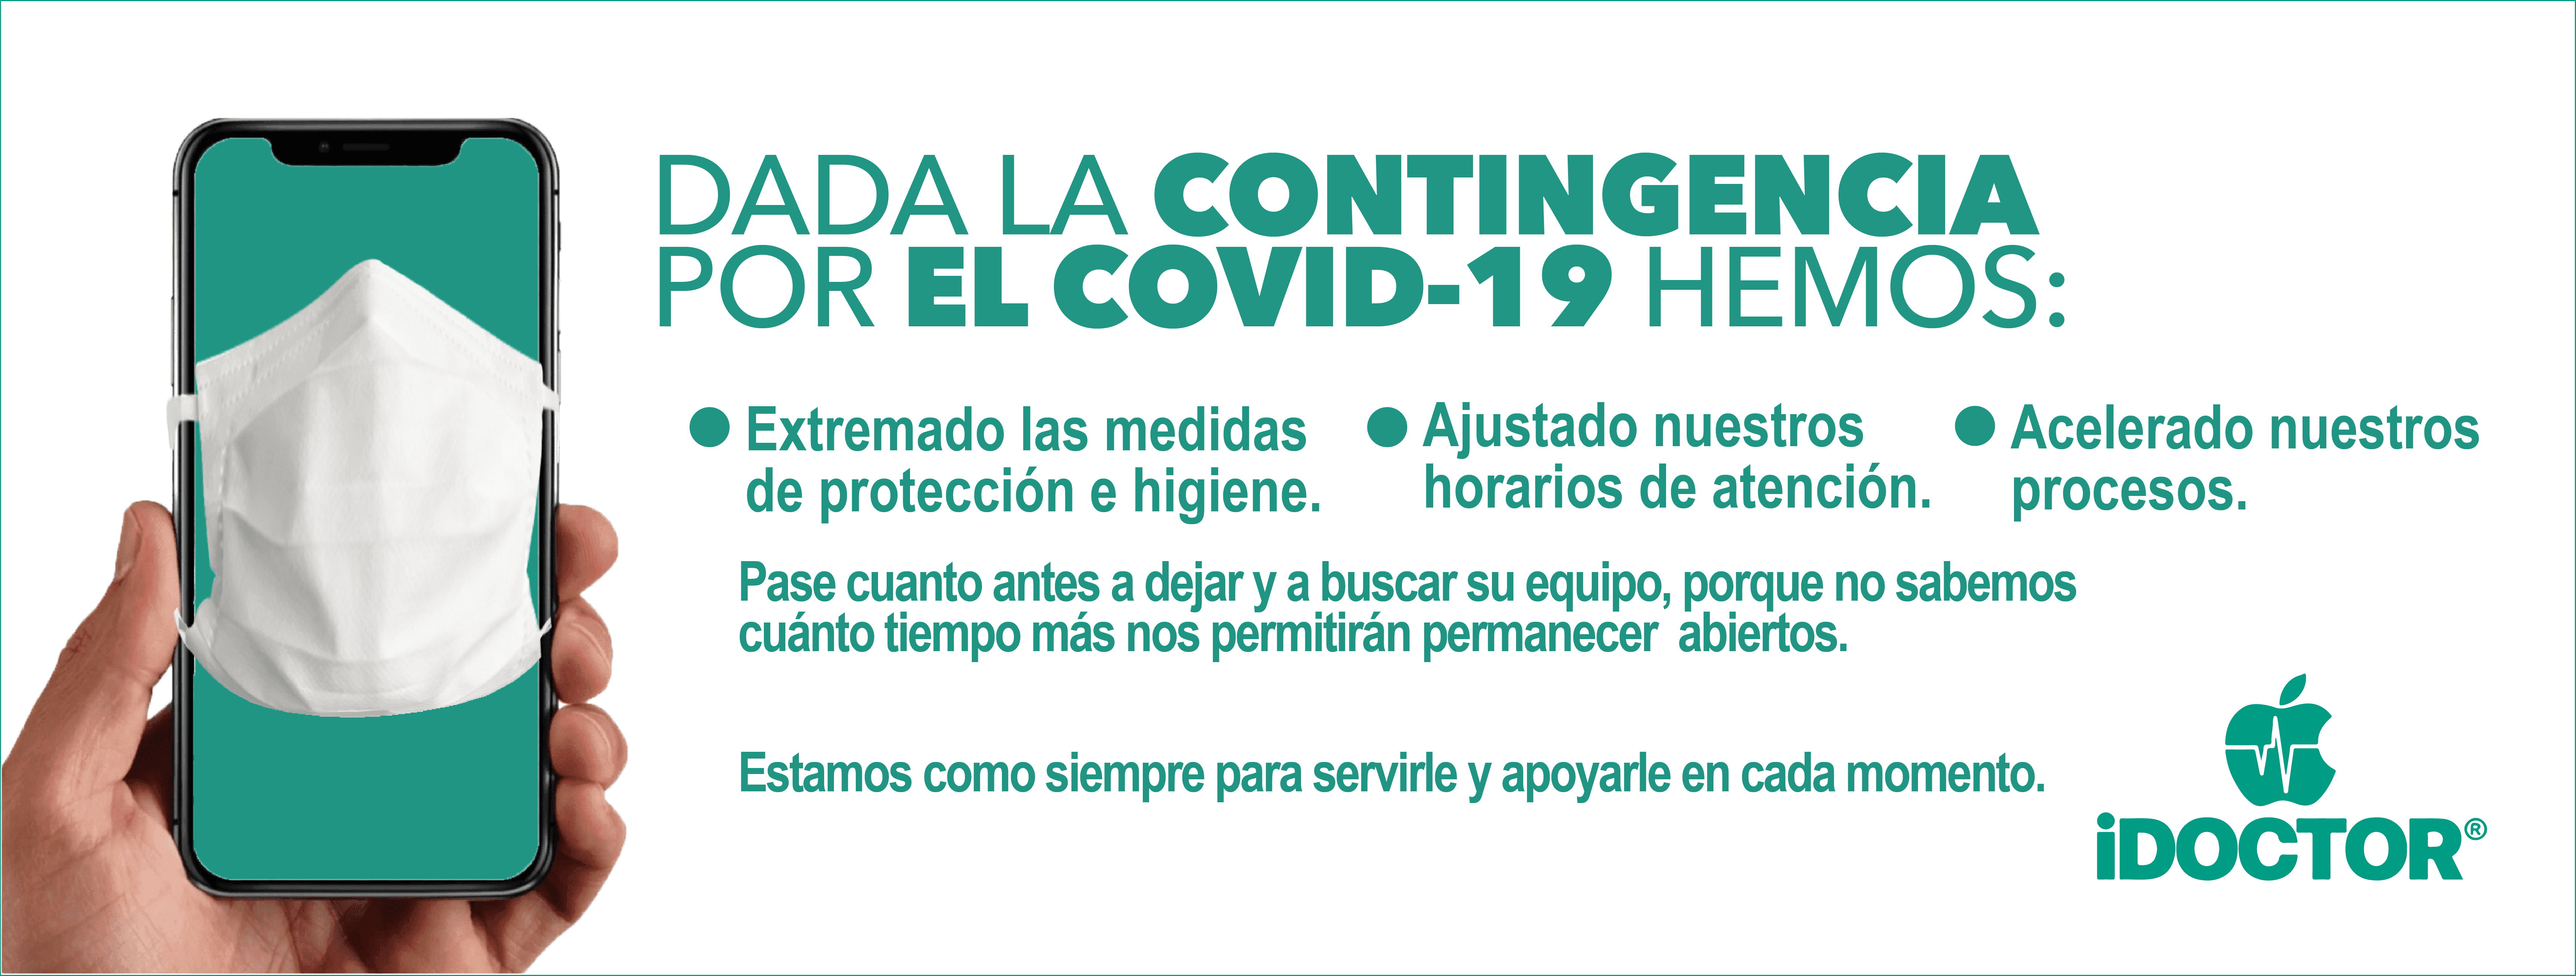 DADA LA CONTINGENCIA
POR EL COVID-19 HEMOS:
● Extremado las medidas
de protección e higiene.
● Ajustado nuestros
horarios de atención.
● Acelerado nuestros
procesos.
Pase cuanto antes a dejar y a buscar su equipo, porque no sabemos
cuánto tiempo más nos permitirán permanecer abiertos.
Estamos como siempre para servirle y apoyarle en cada momento.
iDOCTOR®